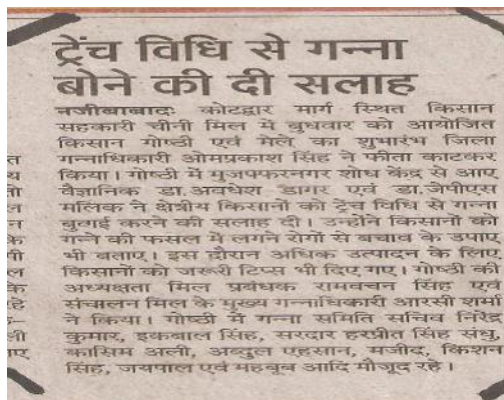 ट्रेंच विधि से गन्ना
बोने की दी सलाह
नजीबाबादः कोटद्वार मार्ग स्थित किसान
सहकारी चीनी मिल में बुधवार को आयोजित
किसान गोष्ठी एवं मेले का शुभारंभ जिला
गन्नाधिकारी ओमप्रकाश सिंह ने फीता काटकर
किया। गोष्ठी में मुजफ्फरनगर शोध केंद्र से आए
वैज्ञानिक डा.अवधेश डागर एवं डा.जेपीएस
मलिक ने क्षेत्रीय किसानों को ट्रेंच विधि से गन्ना
बुवाई करने की सलाह दी। उन्होंने किसानों को
गन्ने की फसल में लगने रोगों से बचाव के उपाए
भी बताए। इस दौरान अधिक उत्पादन के लिए
किसानों को जरूरी टिप्स भी दिए गए। गोष्ठी की
अध्यक्षता मिल प्रबंधक रामवचन सिंह एवं
संचालन मिल के मुख्य गन्नाधिकारी आरसी शर्मा
ने किया। गोष्ठी में गन्ना समिति सचिव निरेंद्र
कुमार, इकबाल सिंह, सरदार हरप्रीत सिंह संधु,
कासिम अली, अब्दुल एहसान, मजीद, किशन
सिंह, जयपाल एवं महबूब आदि मौजूद रहे।